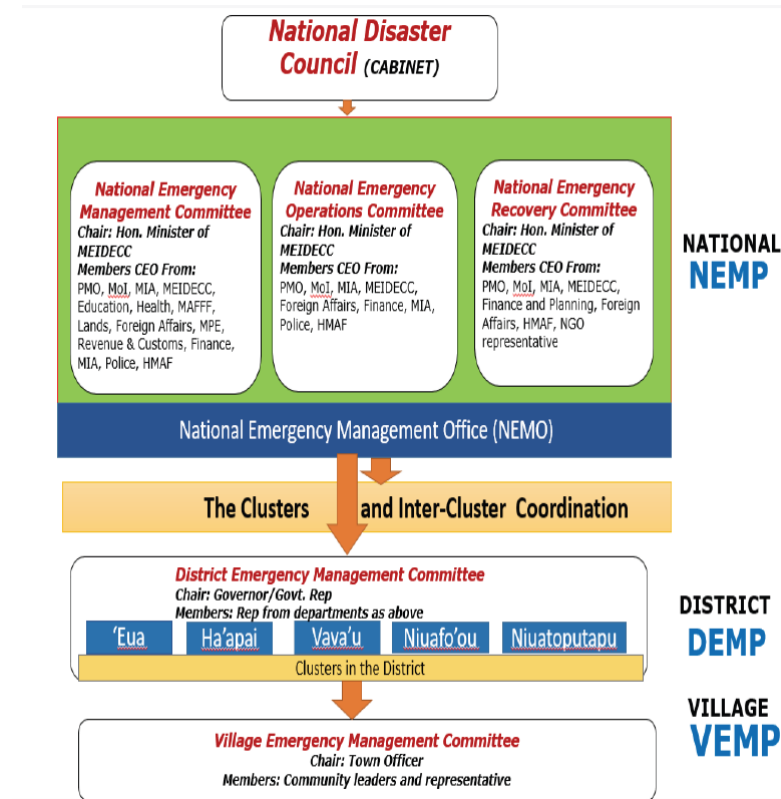 National Disaster
Council (CABINET)
National Emergency
Management Committee
Chair: Hon. Minister of
MEIDECC
Members CEO From:
PMO, MoI, MIA, MEIDECC,
Education, Health, MAFFF,
Lands, Foreign Affairs, MPE,
Revenue & Customs, Finance,
MIA, Police, HMAF
National Emergency
Operations Committee
Chair: Hon. Minister of
MEIDECC
Members CEO From:
PMO, MoI, MIA, MEIDECC,
Foreign Affairs, Finance, MIA,
Police, HMAF
National Emergency
Recovery Committee
Chair: Hon. Minister of
MEIDECC
Members CEO From:
PMO, MoI, MIA, MEIDECC,
Finance and Planning, Foreign
Affairs, HMAF, NGO
representative
NATIONAL
NEMP
National Emergency Management Office (NEMO)
The Clusters and Inter-Cluster Coordination
District Emergency Management Committee
Chair: Governor/Govt. Rep
Members: Rep from departments as above
'Eua
Ha'apai
Vava'u
Niuafo'ou
Niuatoputapu
Clusters in the District
DISTRICT
DEMP
Village Emergency Management Committee
Chair: Town Officer
Members: Community leaders and representative
VILLAGE
VEMP